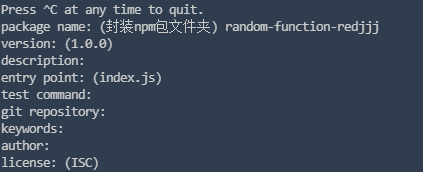 Press ^C at any time to quit.
package name: (封装npm包文件夹) random-function-redjjj
version: (1.0.0)
description:
entry point: (index.js)
test command:
git repository:
keywords:
author:
license: (ISC)